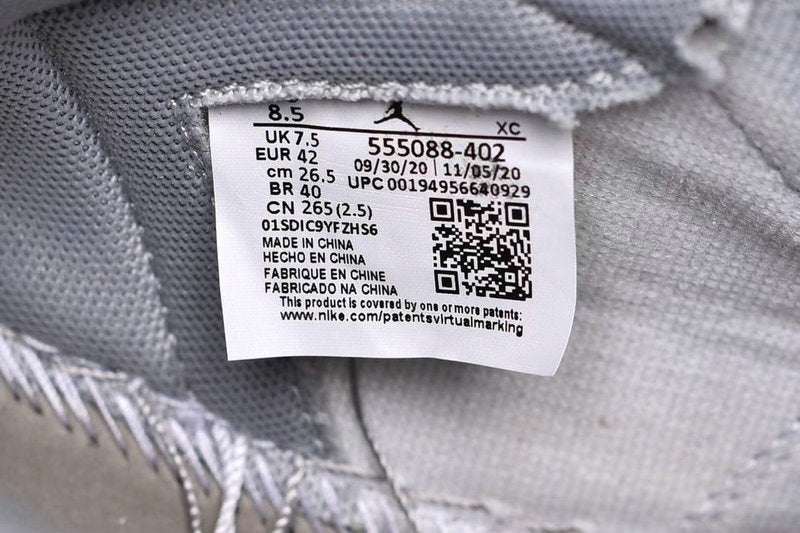 8.5
XC
UK 7.5
555088-402
EUR 42
09/30/20 | 11/05/20
cm 26.5
UPC 00194956640929
BR 40
CN 265 (2.5)
01SDIC9YFZHS6
MADE IN CHINA
HECHO EN CHINA
FABRIQUE EN CHINE
FABRICADO NA CHINA
This product is covered by one or more patents:
www.nike.com/patentsvirtualmarking